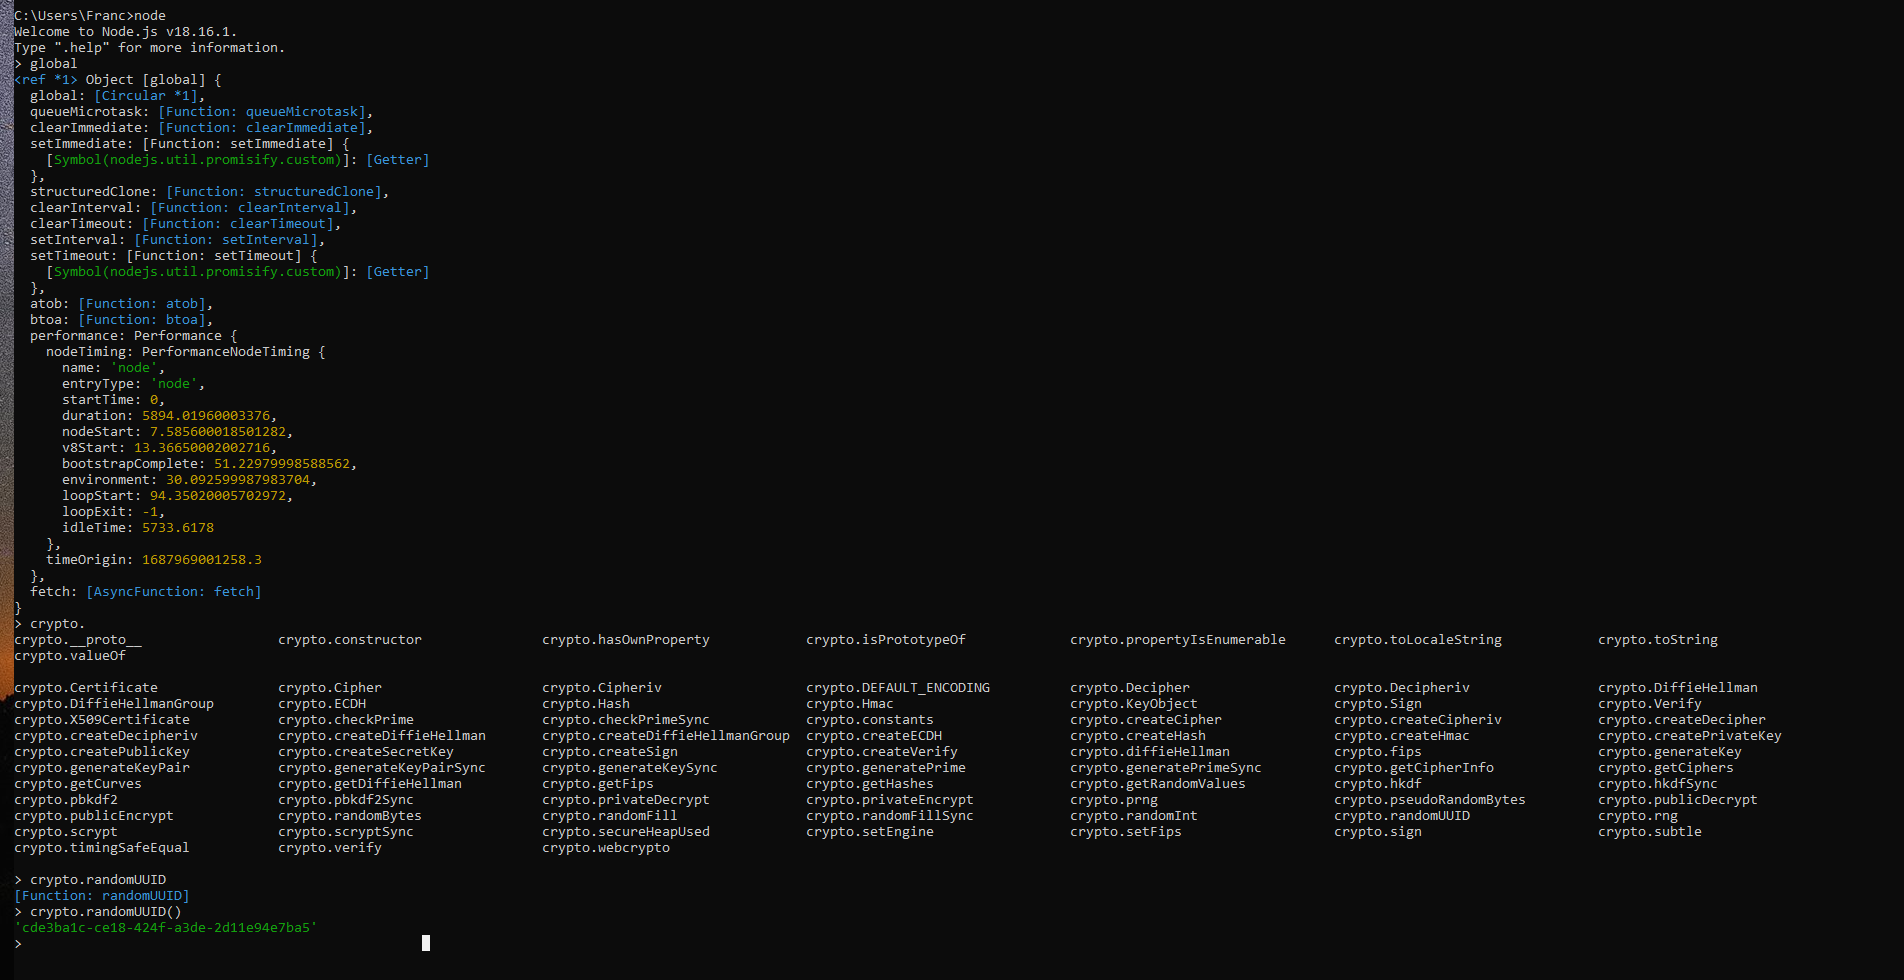 C:\Users\Franc>node
Welcome to Node.js v18.16.1.
Type ".help" for more information.
> global
<ref *1> Object [global] {
  global: [Circular *1],
  queueMicrotask: [Function: queueMicrotask],
  clearImmediate: [Function: clearImmediate],
  setImmediate: [Function: setImmediate] {
    [Symbol(nodejs.util.promisify.custom)]: [Getter]
  },
  structuredClone: [Function: structuredClone],
  clearInterval: [Function: clearInterval],
  clearTimeout: [Function: clearTimeout],
  setInterval: [Function: setInterval],
  setTimeout: [Function: setTimeout] {
    [Symbol(nodejs.util.promisify.custom)]: [Getter]
  },
  atob: [Function: atob],
  btoa: [Function: btoa],
  performance: Performance {
    nodeTiming: PerformanceNodeTiming {
      name: 'node',
      entryType: 'node',
      startTime: 0,
      duration: 5894.01960003376,
      nodeStart: 7.585600018501282,
      v8Start: 13.36650002002716,
      bootstrapComplete: 51.22979998588562,
      environment: 30.092599987983704,
      loopStart: 94.35020005702972,
      loopExit: -1,
      idleTime: 5733.6178
    },
    timeOrigin: 1687969001258.3
  },
  fetch: [AsyncFunction: fetch]
}
> crypto.
crypto.__proto__ crypto.constructor crypto.hasOwnProperty crypto.isPrototypeOf crypto.propertyIsEnumerable crypto.toLocaleString crypto.toString
crypto.valueOf
crypto.Certificate crypto.Cipher crypto.Cipheriv crypto.DEFAULT_ENCODING crypto.Decipher crypto.Decipheriv crypto.DiffieHellman
crypto.DiffieHellmanGroup crypto.ECDH crypto.Hash crypto.Hmac crypto.KeyObject crypto.Sign crypto.Verify
crypto.X509Certificate crypto.checkPrime crypto.checkPrimeSync crypto.constants crypto.createCipher crypto.createCipheriv crypto.createDecipher
crypto.createDecipheriv crypto.createDiffieHellman crypto.createDiffieHellmanGroup crypto.createECDH crypto.createHash crypto.createHmac crypto.createPrivateKey
crypto.createPublicKey crypto.createSecretKey crypto.createSign crypto.createVerify crypto.diffieHellman crypto.fips crypto.generateKey
crypto.generateKeyPair crypto.generateKeyPairSync crypto.generateKeySync crypto.generatePrime crypto.generatePrimeSync crypto.getCipherInfo crypto.getCiphers
crypto.getCurves crypto.getDiffieHellman crypto.getFips crypto.getHashes crypto.getRandomValues crypto.hkdf crypto.hkdfSync
crypto.pbkdf2 crypto.pbkdf2Sync crypto.privateDecrypt crypto.privateEncrypt crypto.prng crypto.pseudoRandomBytes crypto.publicDecrypt
crypto.publicEncrypt crypto.randomBytes crypto.randomFill crypto.randomFillSync crypto.randomInt crypto.randomUUID crypto.rng
crypto.scrypt crypto.scryptSync crypto.secureHeapUsed crypto.setEngine crypto.setFips crypto.sign crypto.subtle
crypto.timingSafeEqual crypto.verify crypto.webcrypto
> crypto.randomUUID
[Function: randomUUID]
> crypto.randomUUID()
'cde3ba1c-ce18-424f-a3de-2d11e94e7ba5'
>